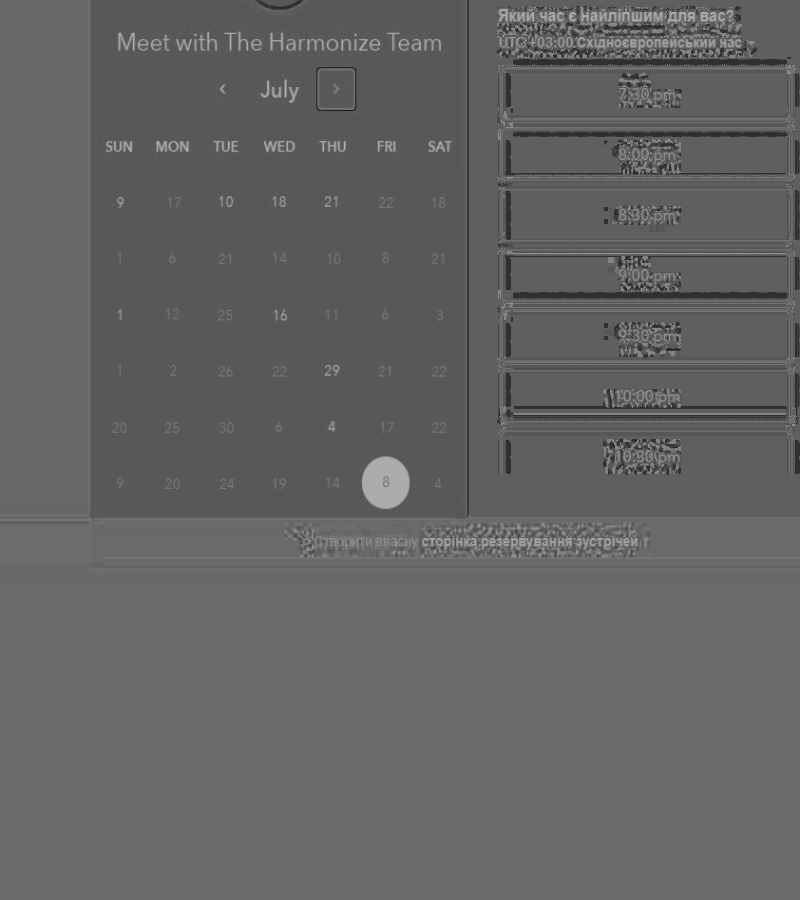 Meet with The Harmonize Team
‹ July ›
SUN MON TUE WED THU FRI SAT
9 17 10 18 21 22 18
1 6 21 14 10 8 21
1 12 25 16 11 6 3
1 2 26 22 29 21 22
20 25 30 6 4 17 22
9 20 24 19 14 8 4
Який час є найліпшим для вас?
UTC +03:00 Східноєвропейський час
7:30 pm
8:00 pm
8:30 pm
9:00 pm
9:30 pm
10:00 pm
10:30 pm
Створити власну сторінка резервування зустрічей